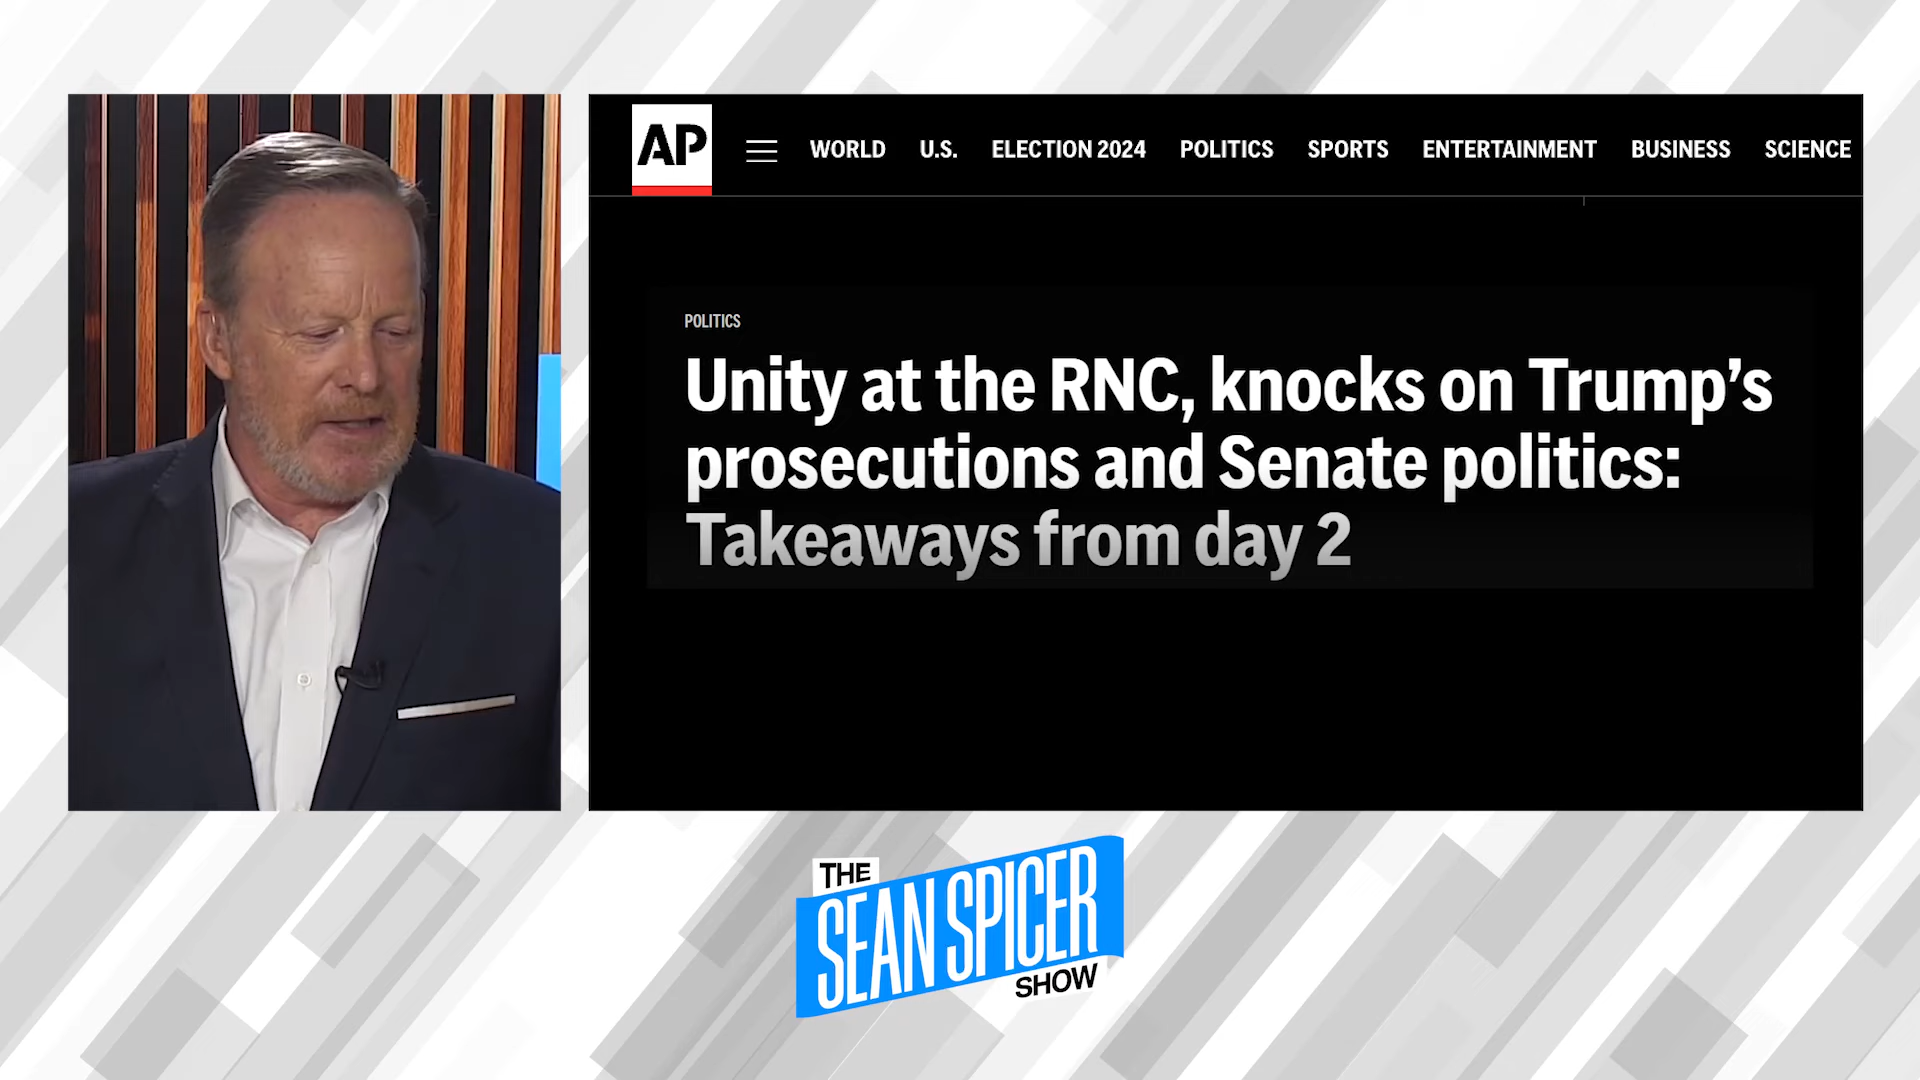 AP
WORLD U.S. ELECTION 2024 POLITICS SPORTS ENTERTAINMENT BUSINESS SCIENCE
POLITICS
Unity at the RNC, knocks on Trump’s
prosecutions and Senate politics:
Takeaways from day 2
THE
SEAN SPICER
SHOW